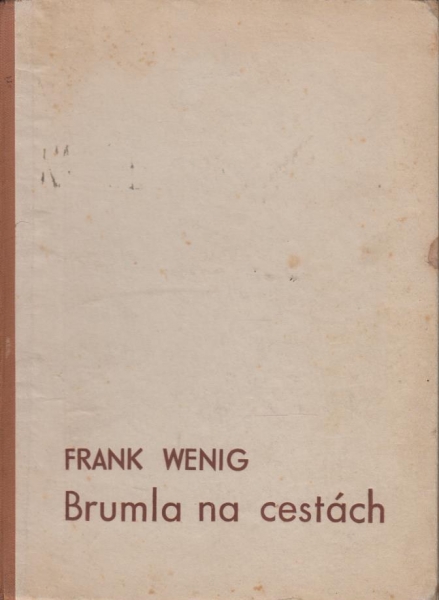 FRANK WENIG
Brumla na cestách